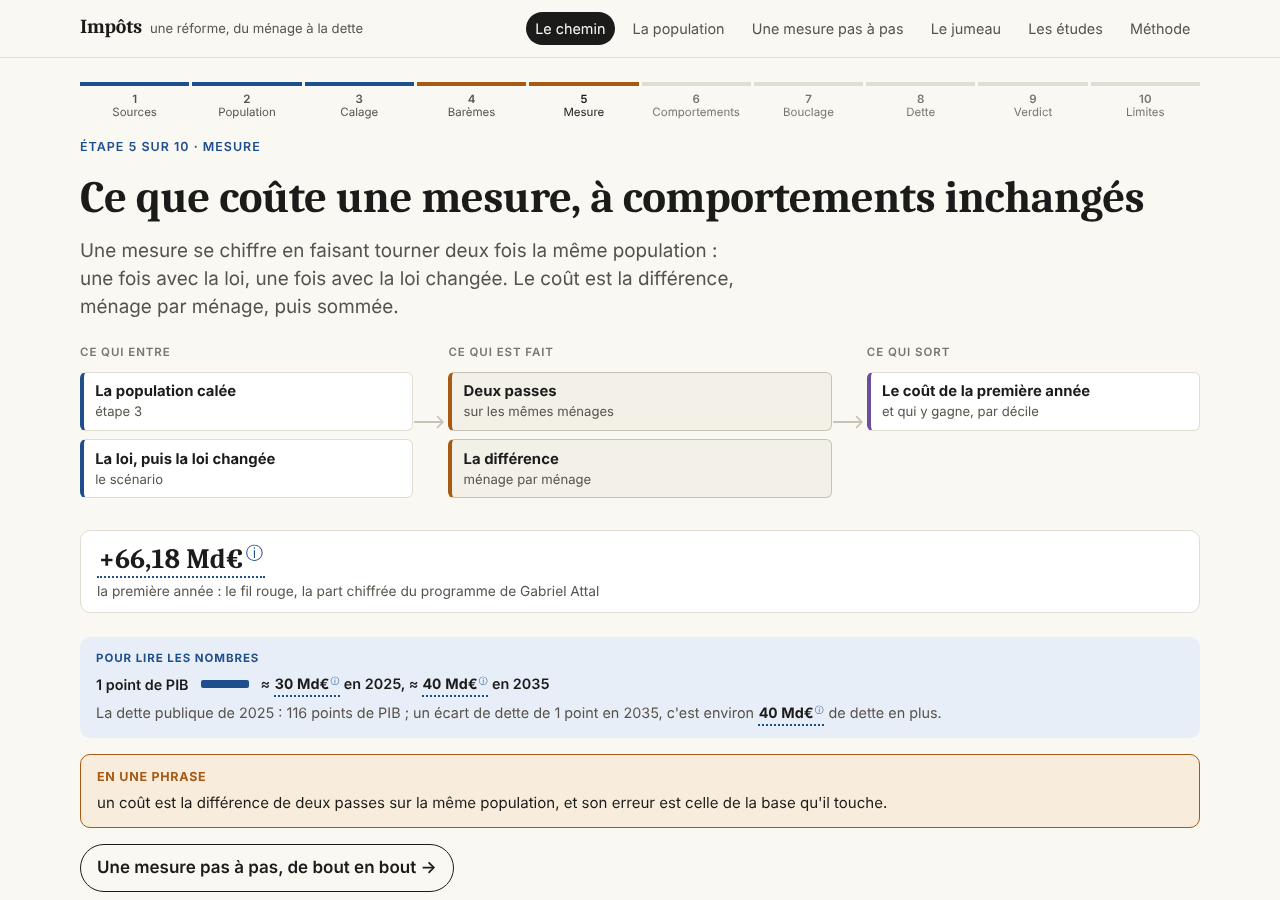 Impôts une réforme, du ménage à la dette
Le chemin
La population
Une mesure pas à pas
Le jumeau
Les études
Méthode
1
Sources
2
Population
3
Calage
4
Barèmes
5
Mesure
6
Comportements
7
Bouclage
8
Dette
9
Verdict
10
Limites
ÉTAPE 5 SUR 10 · MESURE
Ce que coûte une mesure, à comportements inchangés
Une mesure se chiffre en faisant tourner deux fois la même population :
une fois avec la loi, une fois avec la loi changée. Le coût est la différence,
ménage par ménage, puis sommée.
CE QUI ENTRE
La population calée
étape 3
La loi, puis la loi changée
le scénario
CE QUI EST FAIT
Deux passes
sur les mêmes ménages
La différence
ménage par ménage
CE QUI SORT
Le coût de la première année
et qui y gagne, par décile
+66,18 Md€ ⓘ
la première année : le fil rouge, la part chiffrée du programme de Gabriel Attal
POUR LIRE LES NOMBRES
1 point de PIB ≈ 30 Md€ ⓘ en 2025, ≈ 40 Md€ ⓘ en 2035
La dette publique de 2025 : 116 points de PIB ; un écart de dette de 1 point en 2035, c'est environ 40 Md€ ⓘ de dette en plus.
EN UNE PHRASE
un coût est la différence de deux passes sur la même population, et son erreur est celle de la base qu'il touche.
Une mesure pas à pas, de bout en bout →